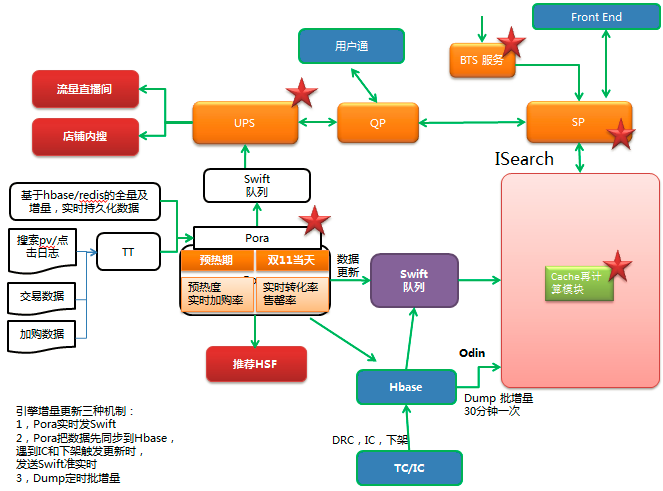 Front End
用户通
BTS 服务
流量直播间
UPS
QP
SP
店铺内搜
ISearch
Swift
队列
基于hbase/redis的全量及
增量，实时持久化数据
Pora
搜索pv/点
击日志
TT
预热期
双11当天
数据
更新
Swift
队列
Cache再计
算模块
预热度
实时加购率
实时转化率
售罄率
交易数据
加购数据
推荐HSF
Odin
Hbase
Dump 批增量
30分钟一次
引擎增量更新三种机制：
1，Pora实时发Swift
2，Pora把数据先同步到Hbase，
遇到IC和下架触发更新时，
发送Swift准实时
3，Dump定时批增量
DRC，IC，下架
TC/IC